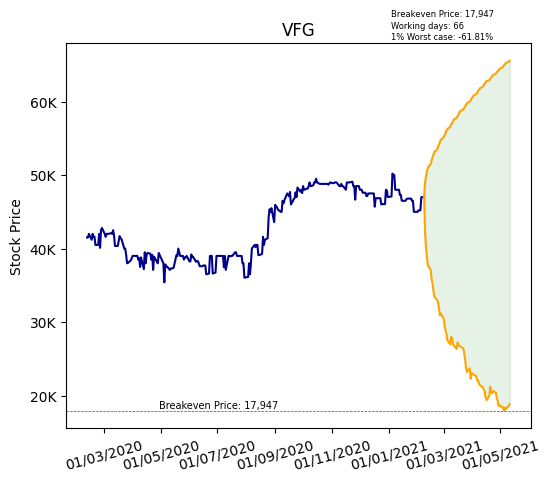 Breakeven Price: 17,947
Working days: 66
1% Worst case: -61.81%
VFG
Stock Price
60K
50K
40K
30K
20K
Breakeven Price: 17,947
01/03/2020
01/05/2020
01/07/2020
01/09/2020
01/11/2020
01/01/2021
01/03/2021
01/05/2021